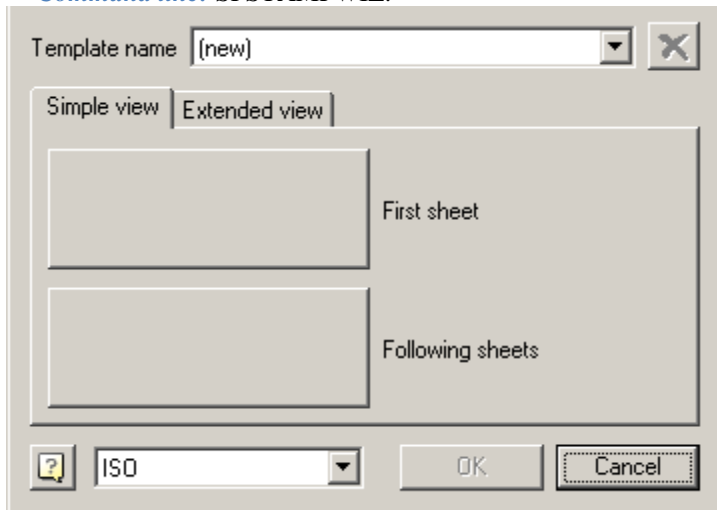 Template name (new)
Simple view Extended view
First sheet
Following sheets
ISO OK Cancel